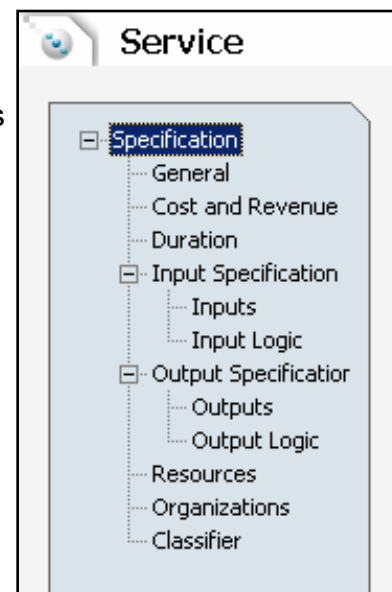 Service
s
Specification
General
Cost and Revenue
Duration
Input Specification
Inputs
Input Logic
Output Specificatior
Outputs
Output Logic
Resources
Organizations
Classifier